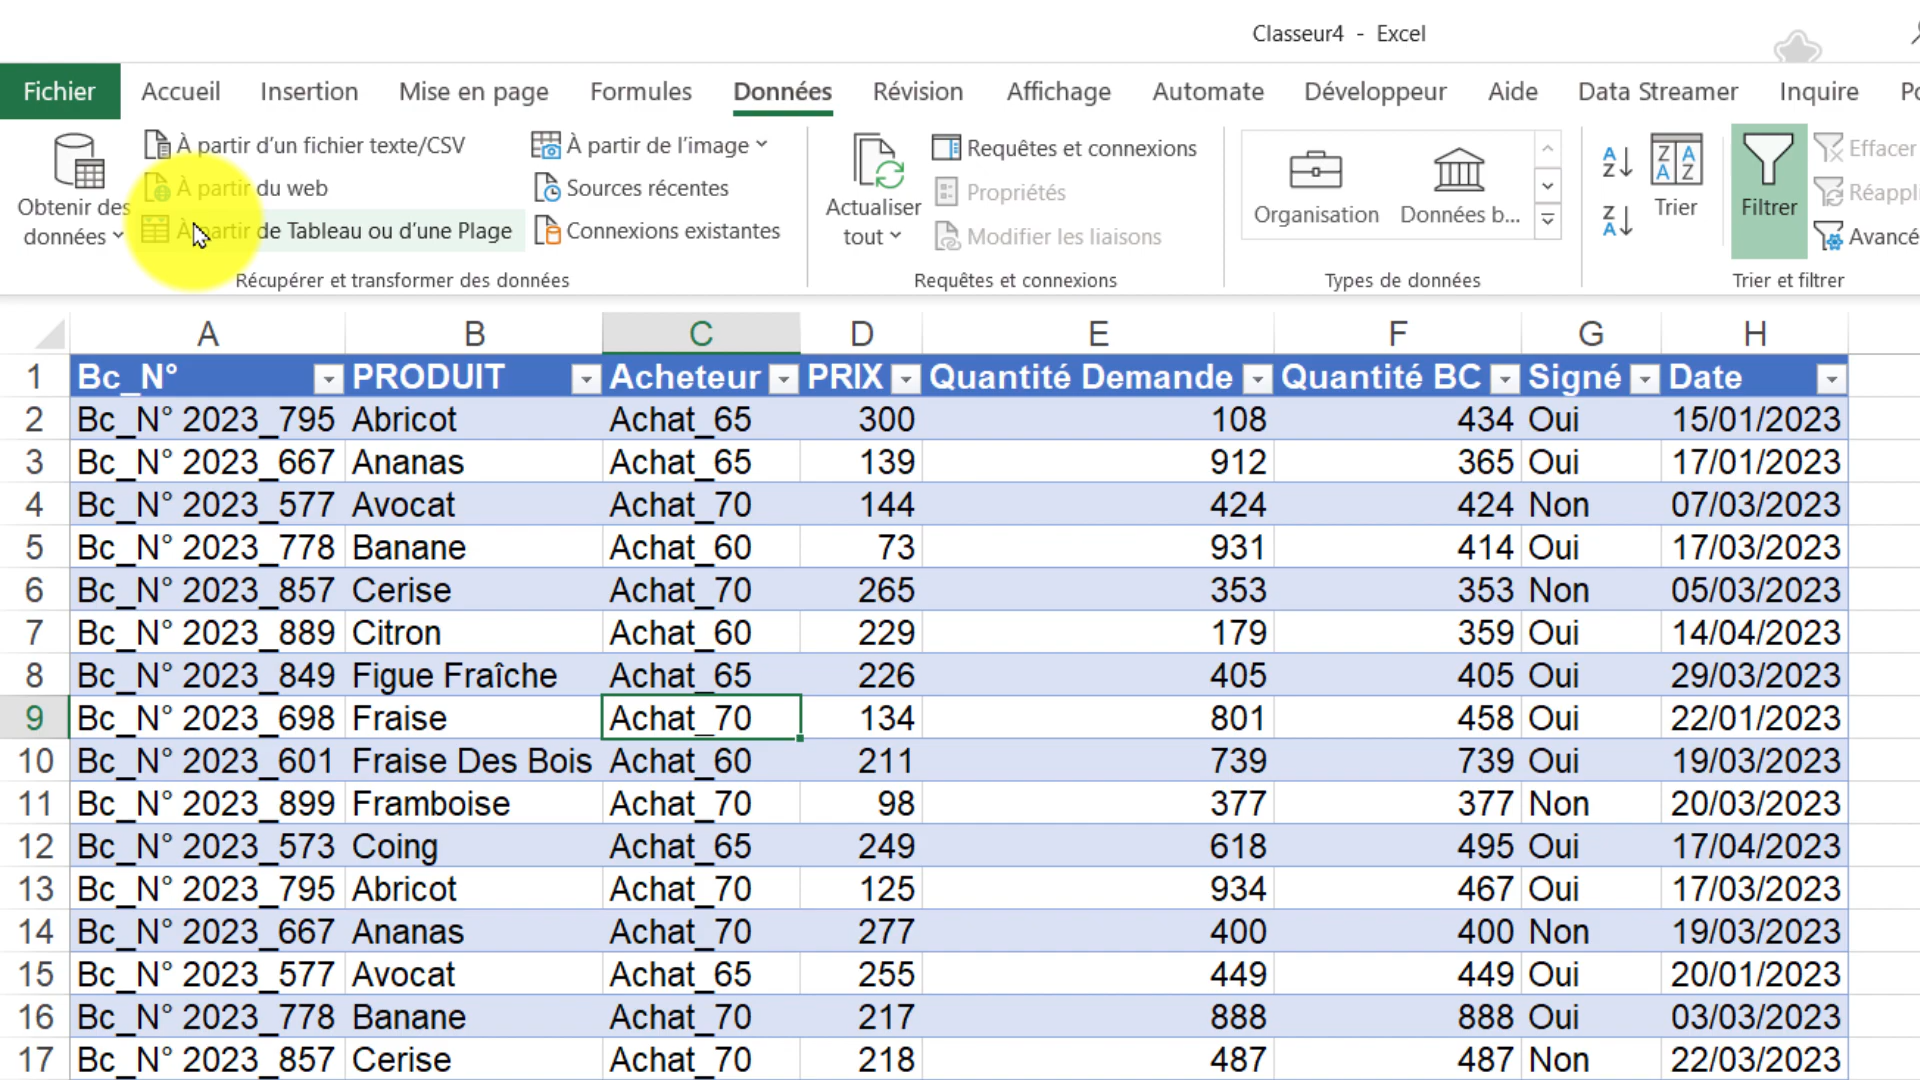 Classeur4 - Excel
Fichier Accueil Insertion Mise en page Formules Données Révision Affichage Automate Développeur Aide Data Streamer Inquire
À partir d'un fichier texte/CSV
À partir du web
À partir de Tableau ou d'une Plage
Obtenir des
données
À partir de l'image
Sources récentes
Connexions existantes
Récupérer et transformer des données
Actualiser
tout
Requêtes et connexions
Propriétés
Modifier les liaisons
Requêtes et connexions
Organisation
Données b...
Types de données
Trier
Filtrer
Effacer
Réappli
Avancé
Trier et filtrer
A B C D E F G H
1 Bc_N° PRODUIT Acheteur PRIX Quantité Demande Quantité BC Signé Date
2 Bc_N° 2023_795 Abricot Achat_65 300 108 434 Oui 15/01/2023
3 Bc_N° 2023_667 Ananas Achat_65 139 912 365 Oui 17/01/2023
4 Bc_N° 2023_577 Avocat Achat_70 144 424 424 Non 07/03/2023
5 Bc_N° 2023_778 Banane Achat_60 73 931 414 Oui 17/03/2023
6 Bc_N° 2023_857 Cerise Achat_70 265 353 353 Non 05/03/2023
7 Bc_N° 2023_889 Citron Achat_60 229 179 359 Oui 14/04/2023
8 Bc_N° 2023_849 Figue Fraîche Achat_65 226 405 405 Oui 29/03/2023
9 Bc_N° 2023_698 Fraise Achat_70 134 801 458 Oui 22/01/2023
10 Bc_N° 2023_601 Fraise Des Bois Achat_60 211 739 739 Oui 19/03/2023
11 Bc_N° 2023_899 Framboise Achat_70 98 377 377 Non 20/03/2023
12 Bc_N° 2023_573 Coing Achat_65 249 618 495 Oui 17/04/2023
13 Bc_N° 2023_795 Abricot Achat_70 125 934 467 Oui 17/03/2023
14 Bc_N° 2023_667 Ananas Achat_70 277 400 400 Non 19/03/2023
15 Bc_N° 2023_577 Avocat Achat_65 255 449 449 Oui 20/01/2023
16 Bc_N° 2023_778 Banane Achat_70 217 888 888 Oui 03/03/2023
17 Bc_N° 2023_857 Cerise Achat_70 218 487 487 Non 22/03/2023